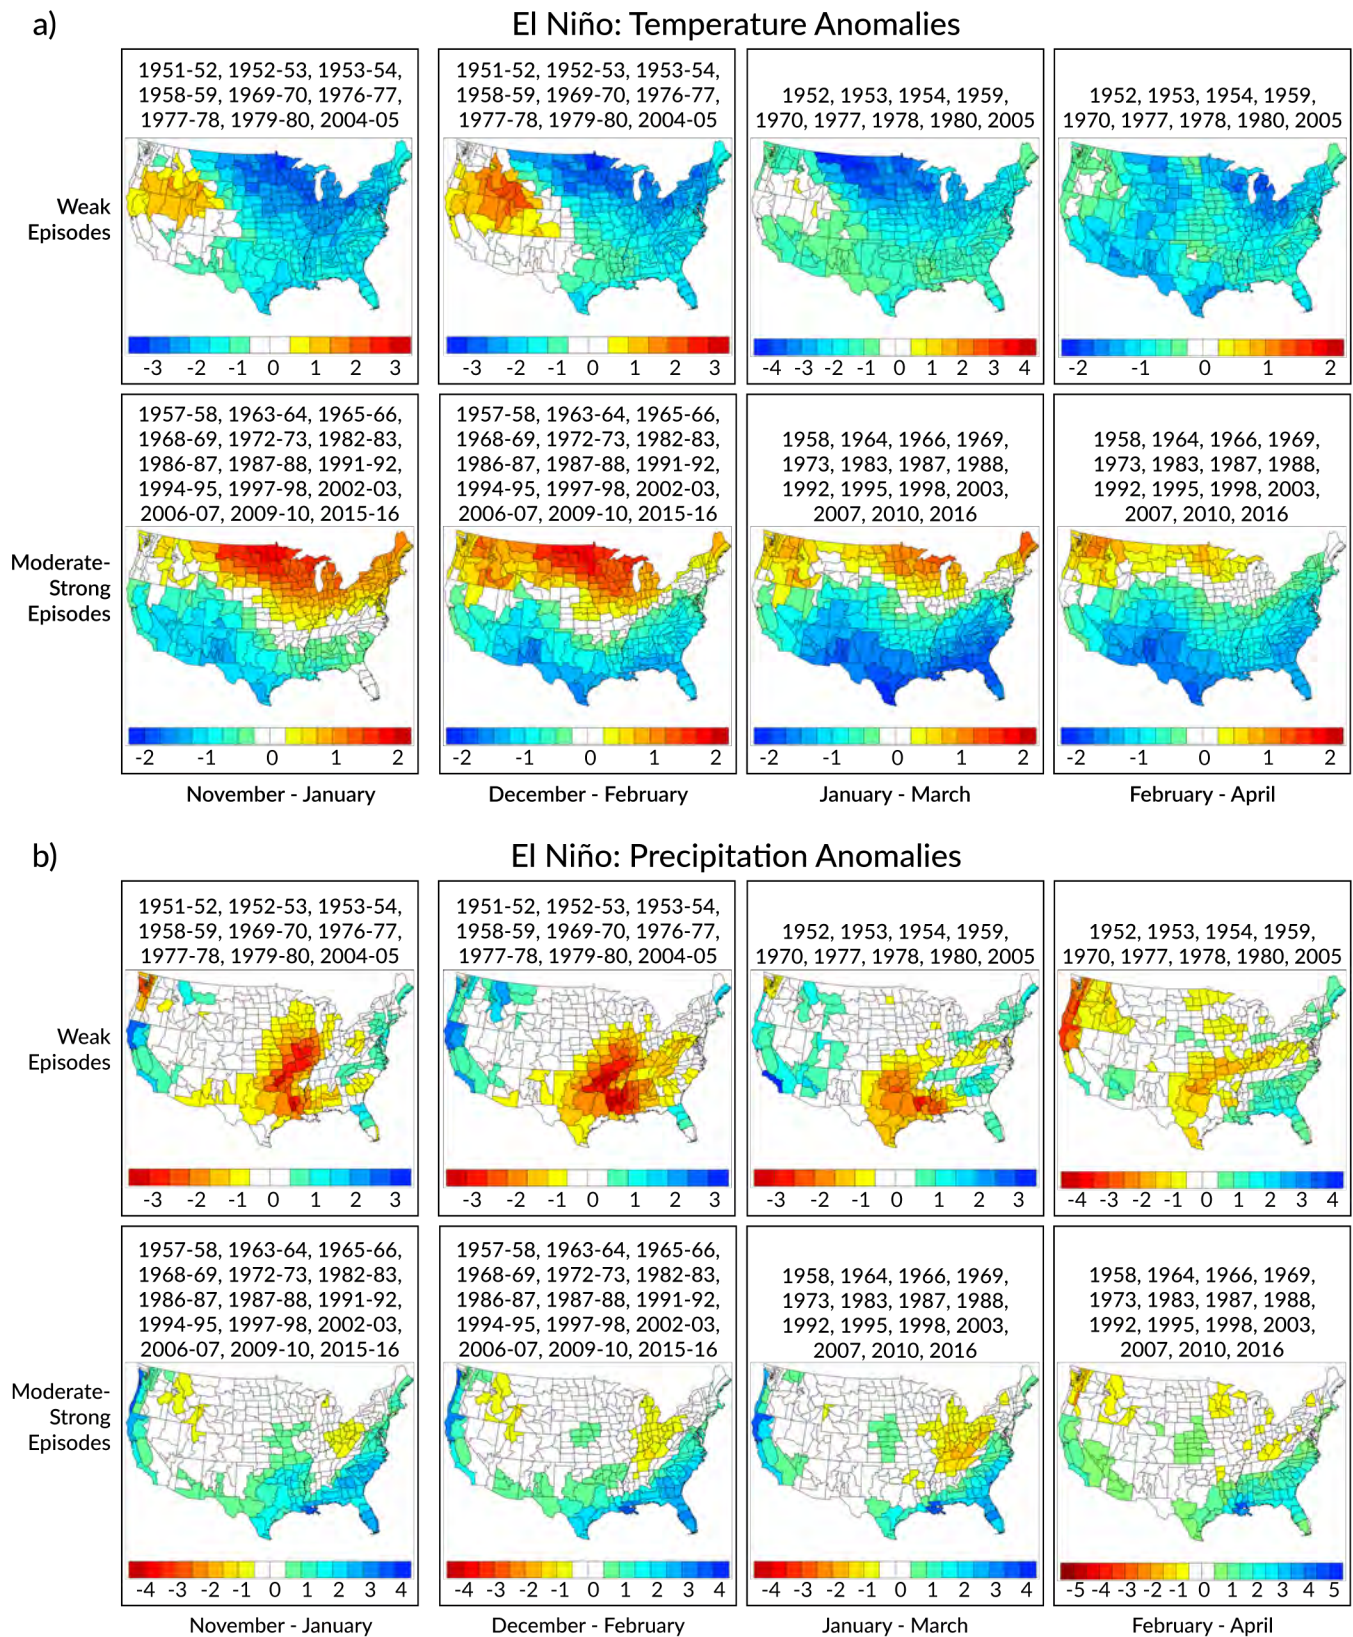 a)
El Niño: Temperature Anomalies
Weak
Episodes
1951-52, 1952-53, 1953-54,
1958-59, 1969-70, 1976-77,
1977-78, 1979-80, 2004-05
-3 -2 -1 0 1 2 3
1951-52, 1952-53, 1953-54,
1958-59, 1969-70, 1976-77,
1977-78, 1979-80, 2004-05
-3 -2 -1 0 1 2 3
1952, 1953, 1954, 1959,
1970, 1977, 1978, 1980, 2005
-4 -3 -2 -1 0 1 2 3 4
1952, 1953, 1954, 1959,
1970, 1977, 1978, 1980, 2005
-2 -1 0 1 2
Moderate-
Strong
Episodes
1957-58, 1963-64, 1965-66,
1968-69, 1972-73, 1982-83,
1986-87, 1987-88, 1991-92,
1994-95, 1997-98, 2002-03,
2006-07, 2009-10, 2015-16
-2 -1 0 1 2
November - January
1957-58, 1963-64, 1965-66,
1968-69, 1972-73, 1982-83,
1986-87, 1987-88, 1991-92,
1994-95, 1997-98, 2002-03,
2006-07, 2009-10, 2015-16
-2 -1 0 1 2
December - February
1958, 1964, 1966, 1969,
1973, 1983, 1987, 1988,
1992, 1995, 1998, 2003,
2007, 2010, 2016
-2 -1 0 1 2
January - March
1958, 1964, 1966, 1969,
1973, 1983, 1987, 1988,
1992, 1995, 1998, 2003,
2007, 2010, 2016
-2 -1 0 1 2
February - April
b)
El Niño: Precipitation Anomalies
Weak
Episodes
1951-52, 1952-53, 1953-54,
1958-59, 1969-70, 1976-77,
1977-78, 1979-80, 2004-05
-3 -2 -1 0 1 2 3
1951-52, 1952-53, 1953-54,
1958-59, 1969-70, 1976-77,
1977-78, 1979-80, 2004-05
-3 -2 -1 0 1 2 3
1952, 1953, 1954, 1959,
1970, 1977, 1978, 1980, 2005
-3 -2 -1 0 1 2 3
1952, 1953, 1954, 1959,
1970, 1977, 1978, 1980, 2005
-4 -3 -2 -1 0 1 2 3 4
Moderate-
Strong
Episodes
1957-58, 1963-64, 1965-66,
1968-69, 1972-73, 1982-83,
1986-87, 1987-88, 1991-92,
1994-95, 1997-98, 2002-03,
2006-07, 2009-10, 2015-16
-4 -3 -2 -1 0 1 2 3 4
November - January
1957-58, 1963-64, 1965-66,
1968-69, 1972-73, 1982-83,
1986-87, 1987-88, 1991-92,
1994-95, 1997-98, 2002-03,
2006-07, 2009-10, 2015-16
-4 -3 -2 -1 0 1 2 3 4
December - February
1958, 1964, 1966, 1969,
1973, 1983, 1987, 1988,
1992, 1995, 1998, 2003,
2007, 2010, 2016
-4 -3 -2 -1 0 1 2 3 4
January - March
1958, 1964, 1966, 1969,
1973, 1983, 1987, 1988,
1992, 1995, 1998, 2003,
2007, 2010, 2016
-5 -4 -3 -2 -1 0 1 2 3 4 5
February - April